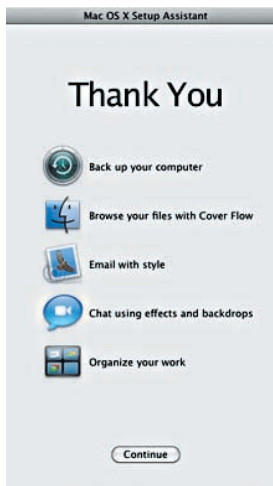 Mac OS X Setup Assistant
Thank You
Back up your computer
Browse your files with Cover Flow
Email with style
Chat using effects and backdrops
Organize your work
Continue